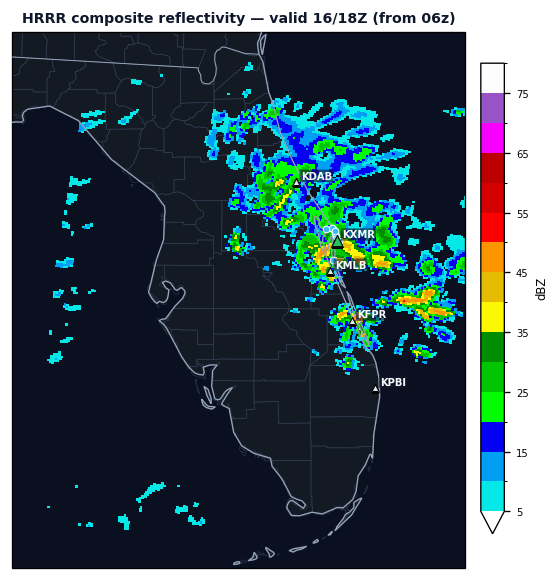 HRRR composite reflectivity — valid 16/18Z (from 06z)
KDAB
KXMR
KMLB
KFPR
KPBI
75
65
55
45
35
25
15
5
dBZ